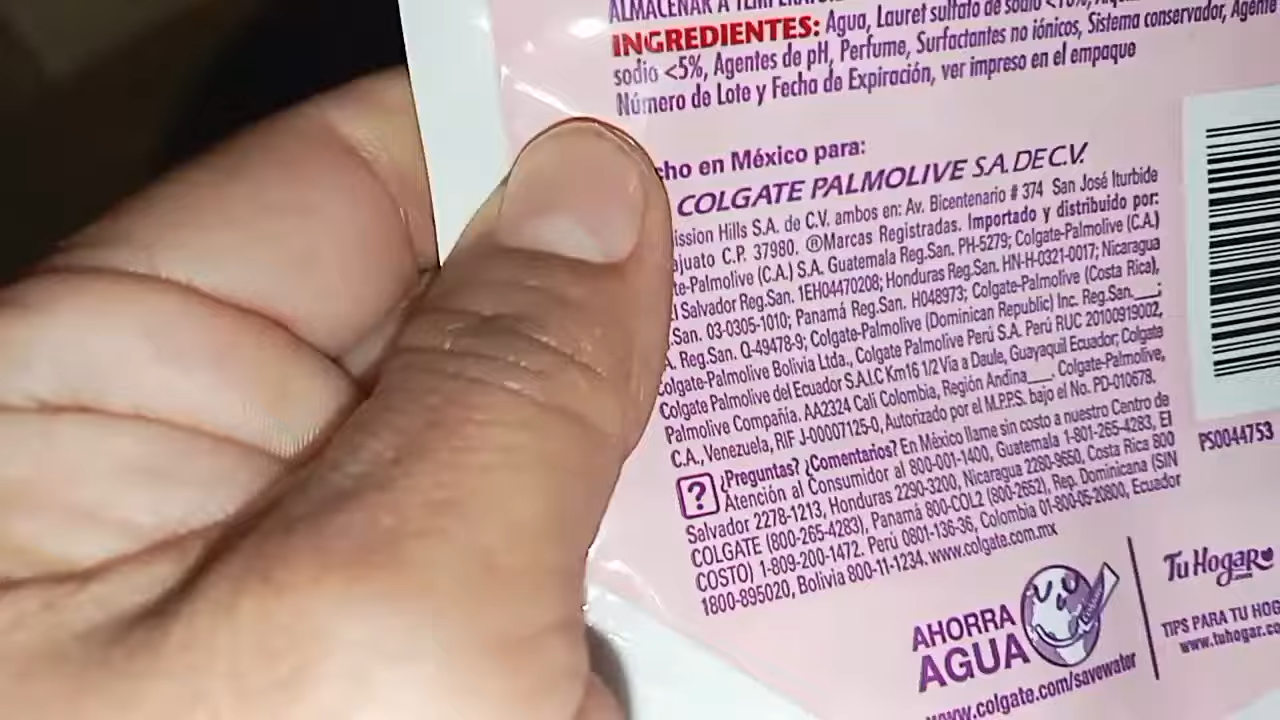 ALMACENAR A
INGREDIENTES: Agua, Lauret sulfato de sodio <10%,
sodio <5%, Agentes de pH, Perfume, Surfactantes no iónicos, Sistema conservador, Agente
Número de Lote y Fecha de Expiración, ver impreso en el empaque
cho en México para:
COLGATE PALMOLIVE S.A. DE C.V.
ission Hills S.A. de C.V. ambos en: Av. Bicentenario # 374 San José Iturbide
juato C.P. 37980. ®Marcas Registradas. Importado y distribuido por:
te-Palmolive (C.A.) S.A. Guatemala Reg.San. PH-5279; Colgate-Palmolive (C.A.)
l Salvador Reg.San. 1EH04470208; Honduras Reg.San. HN-H-0321-0017; Nicaragua
.San. 03-0305-1010; Panamá Reg.San. H048973; Colgate-Palmolive (Costa Rica),
A. Reg.San. Q-49478-9; Colgate-Palmolive (Dominican Republic) Inc. Reg.San.___;
olgate-Palmolive Bolivia Ltda., Colgate Palmolive Perú S.A. Perú RUC 20100919002,
Colgate Palmolive del Ecuador S.A.I.C Km16 1/2 Vía a Daule, Guayaquil Ecuador; Colgate
Palmolive Compañía. AA2324 Cali Colombia, Región Andina___, Colgate-Palmolive,
C.A., Venezuela, RIF J-00007125-0, Autorizado por el M.P.P.S. bajo el No. PD-010678.
? ¿Preguntas? ¿Comentarios? En México llame sin costo a nuestro Centro de
Atención al Consumidor al 800-001-1400, Guatemala 1-801-265-4283, El
Salvador 2278-1213, Honduras 2290-3200, Nicaragua 2280-9550, Costa Rica 800
COLGATE (800-265-4283), Panamá 800-COL2 (800-2652), Rep. Dominicana (SIN
COSTO) 1-809-200-1472. Perú 0801-136-36, Colombia 01-800-05-20800, Ecuador
1800-895020, Bolivia 800-11-1234. www.colgate.com.mx
PS0044753
AHORRA
AGUA
www.colgate.com/savewater
Tu HogaR
.com
TIPS PARA TU HOG
www.tuhogar.co